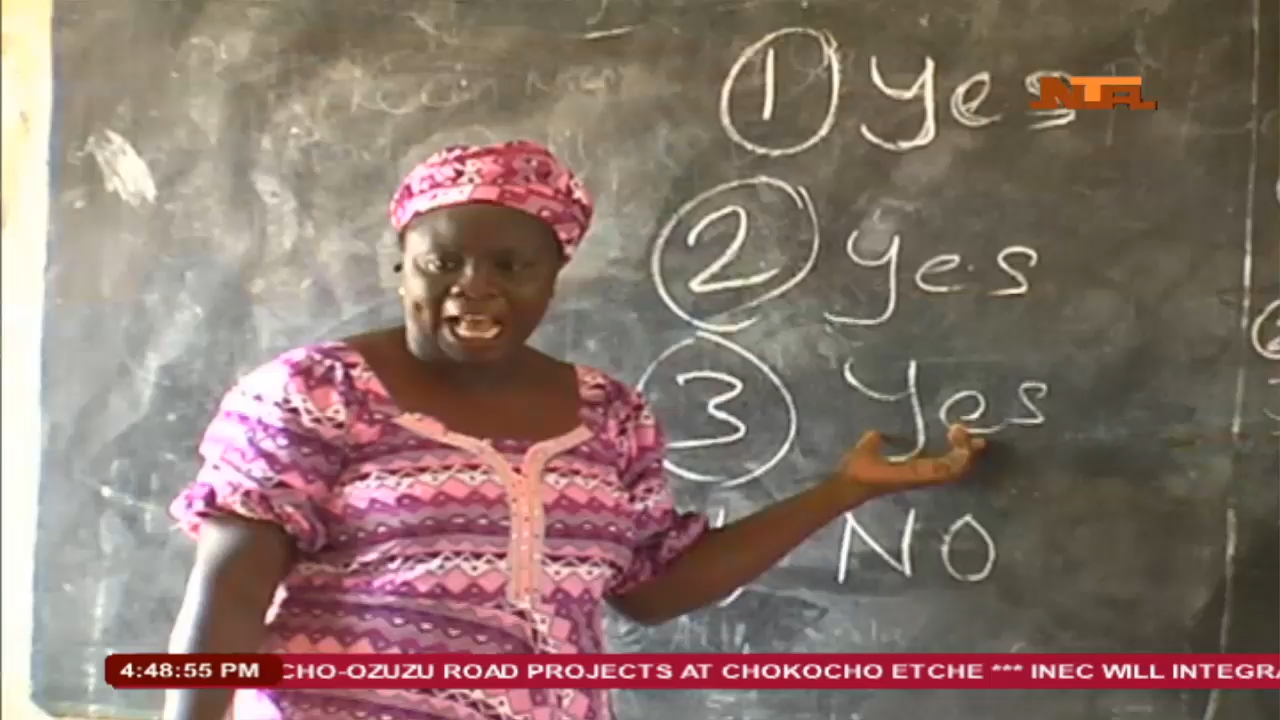 1 Yes
NTA
2 yes
3 Yes
NO
4:48:55 PM CHO-OZUZU ROAD PROJECTS AT CHOKOCHO ETCHE *** INEC WILL INTEGRA